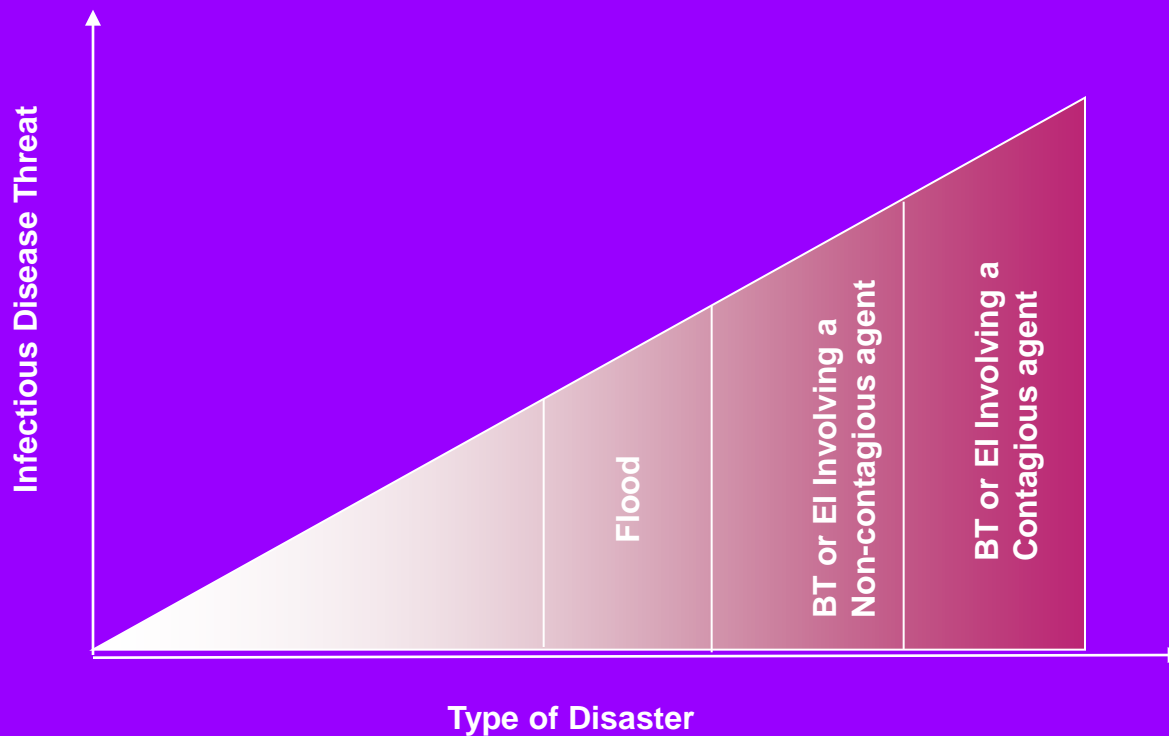 Infectious Disease Threat
Flood
BT or EI Involving a
Non-contagious agent
BT or EI Involving a
Contagious agent
Type of Disaster